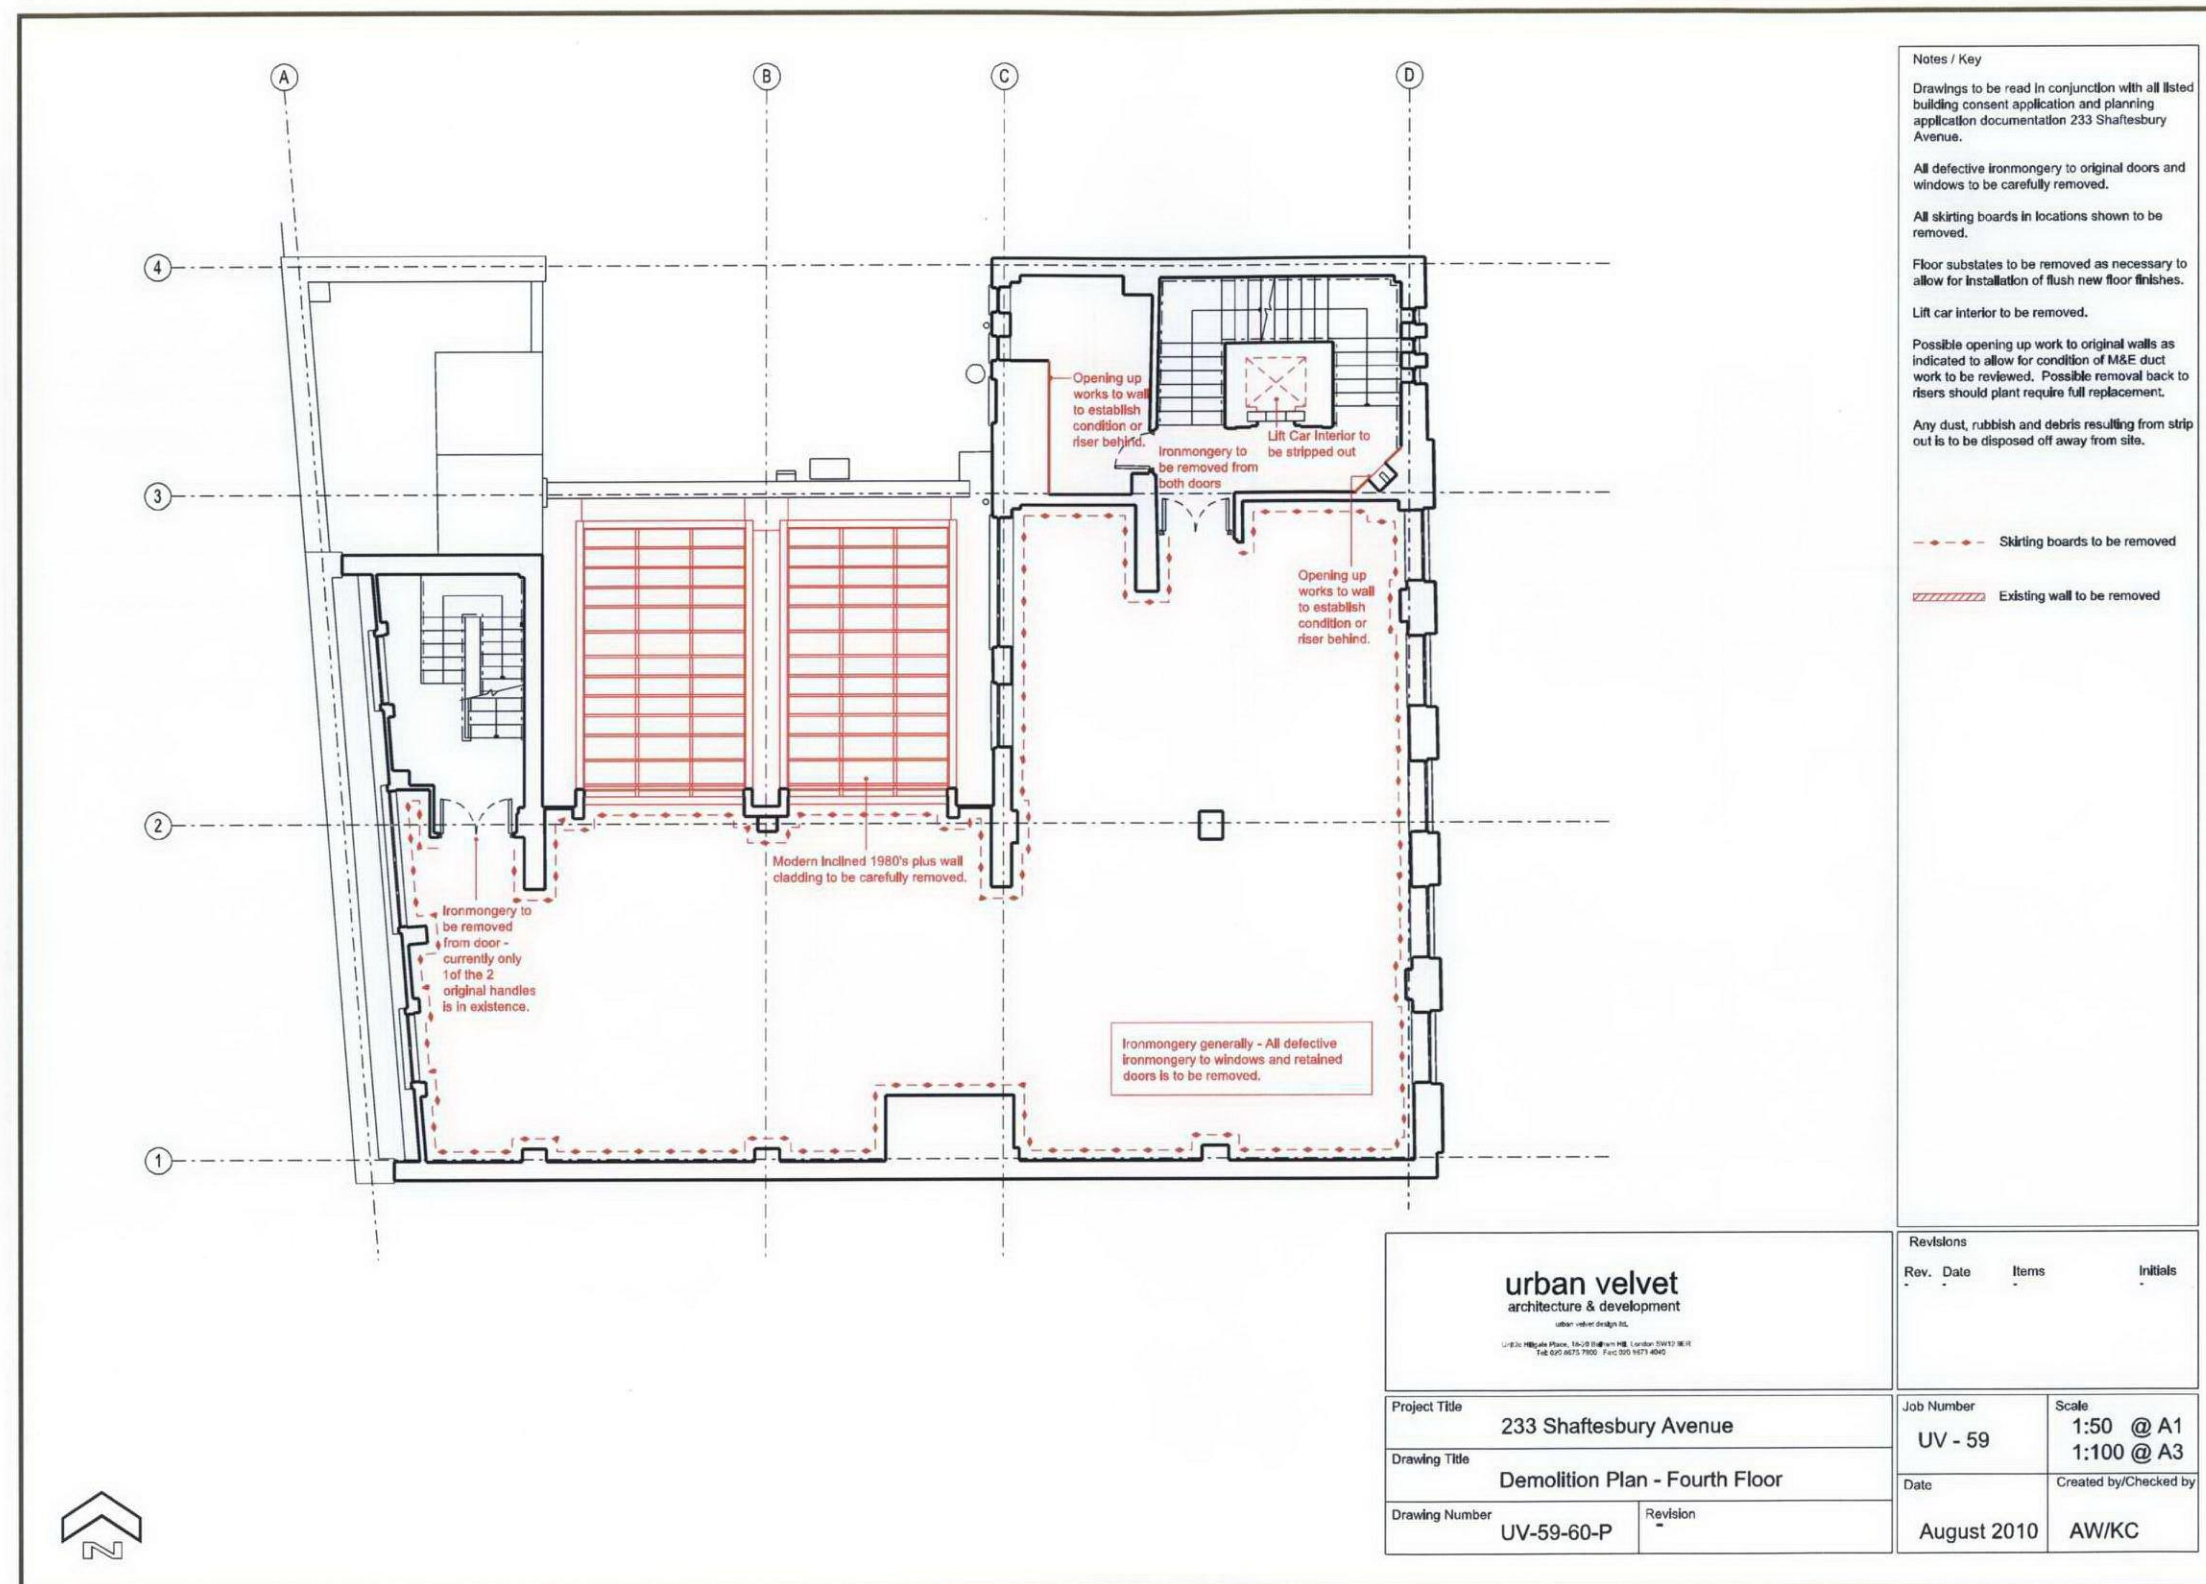 A
B
C
D
4
3
2
1
Opening up
works to wall
to establish
condition or
riser behind.
Ironmongery to
be removed from
both doors
Lift Car Interior to
be stripped out
Opening up
works to wall
to establish
condition or
riser behind.
Modern Inclined 1980's plus wall
cladding to be carefully removed.
Ironmongery to
be removed
from door -
currently only
1of the 2
original handles
is in existence.
Ironmongery generally - All defective
ironmongery to windows and retained
doors is to be removed.
N
Notes / Key
Drawings to be read in conjunction with all listed
building consent application and planning
application documentation 233 Shaftesbury
Avenue.
All defective ironmongery to original doors and
windows to be carefully removed.
All skirting boards in locations shown to be
removed.
Floor substates to be removed as necessary to
allow for installation of flush new floor finishes.
Lift car interior to be removed.
Possible opening up work to original walls as
indicated to allow for condition of M&E duct
work to be reviewed. Possible removal back to
risers should plant require full replacement.
Any dust, rubbish and debris resulting from strip
out is to be disposed off away from site.
Skirting boards to be removed
Existing wall to be removed
urban velvet
architecture & development
urban velvet design ltd.
Place, London
Tel: Fax:
Revisions
Rev. Date Items Initials
- - - -
Project Title
233 Shaftesbury Avenue
Drawing Title
Demolition Plan - Fourth Floor
Drawing Number
UV-59-60-P
Revision
-
Job Number
UV - 59
Scale
1:50 @ A1
1:100 @ A3
Date
August 2010
Created by/Checked by
AW/KC